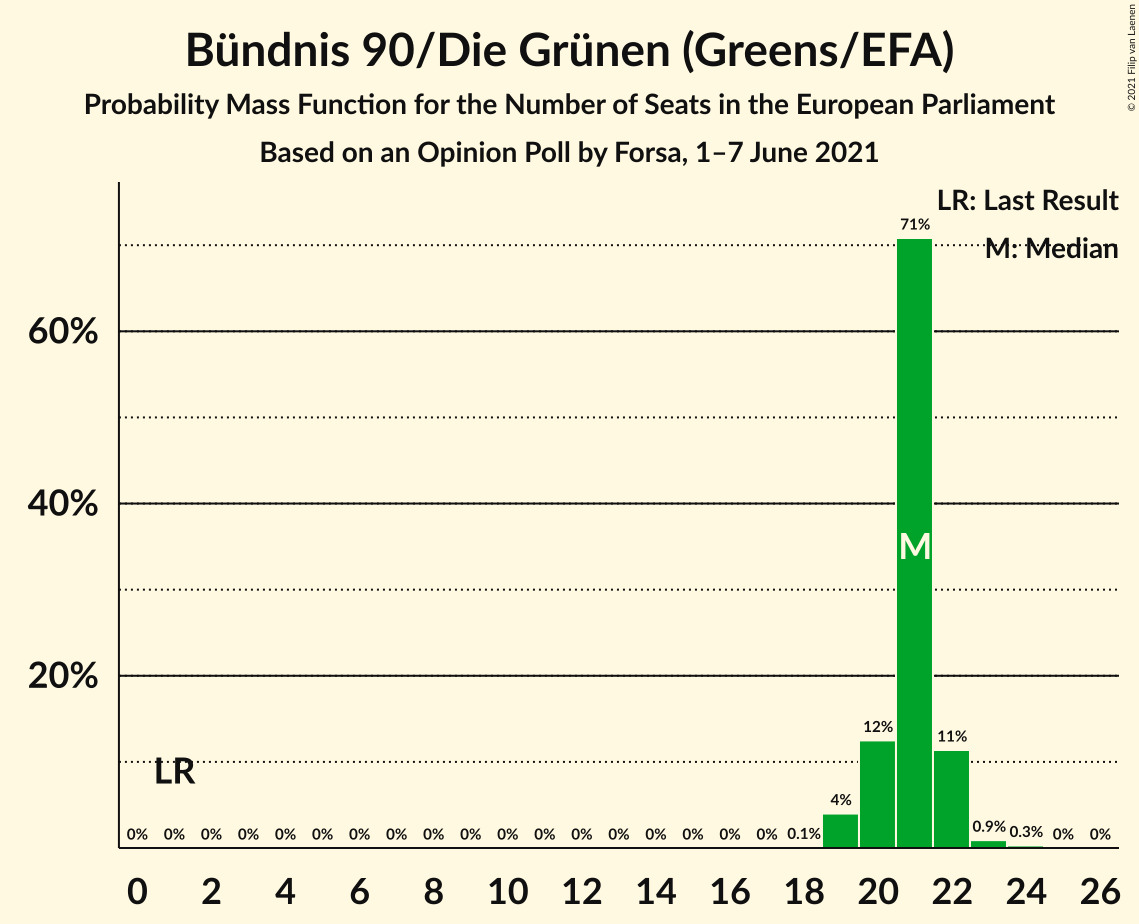 Bündnis 90/Die Grünen (Greens/EFA)
Probability Mass Function for the Number of Seats in the European Parliament
Based on an Opinion Poll by Forsa, 1–7 June 2021
© 2021 Filip van Laenen
LR: Last Result
M: Median
71%
60%
40%
M
20%
12%
11%
LR
4%
0% 0% 0% 0% 0% 0% 0% 0% 0% 0% 0% 0% 0% 0% 0% 0% 0% 0% 0.1% 0.9% 0.3% 0% 0%
0 2 4 6 8 10 12 14 16 18 20 22 24 26